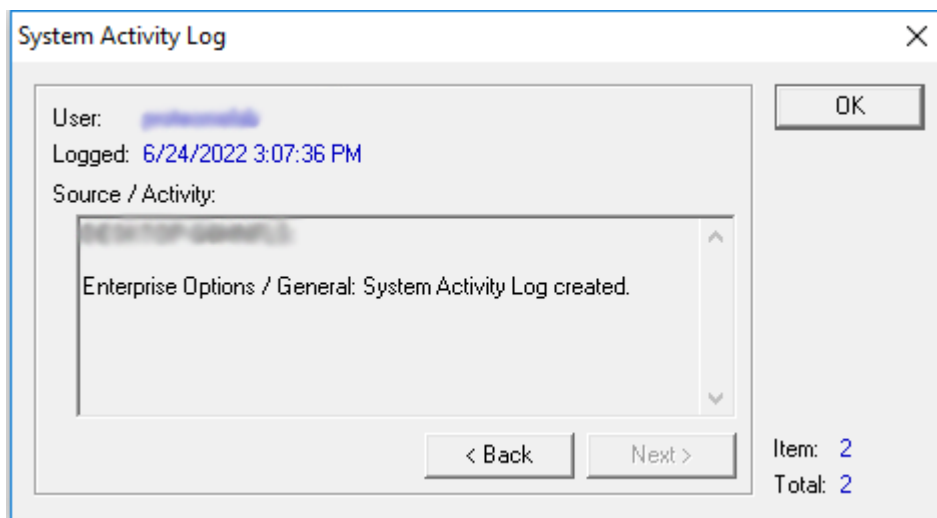 System Activity Log
User:
Logged: 6/24/2022 3:07:36 PM
OK
Source / Activity:
Enterprise Options / General: System Activity Log created.
< Back
Next >
Item: 2
Total: 2